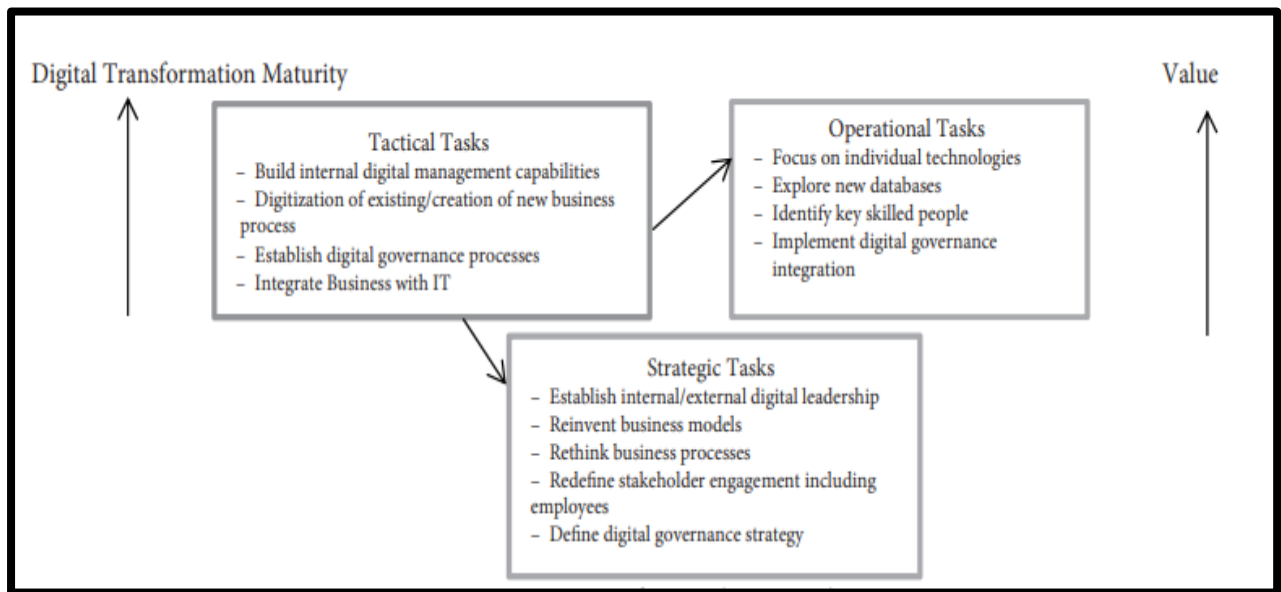 Digital Transformation Maturity
Value
Tactical Tasks
– Build internal digital management capabilities
– Digitization of existing/creation of new business
process
– Establish digital governance processes
– Integrate Business with IT
Operational Tasks
– Focus on individual technologies
– Explore new databases
– Identify key skilled people
– Implement digital governance
integration
Strategic Tasks
– Establish internal/external digital leadership
– Reinvent business models
– Rethink business processes
– Redefine stakeholder engagement including
employees
– Define digital governance strategy